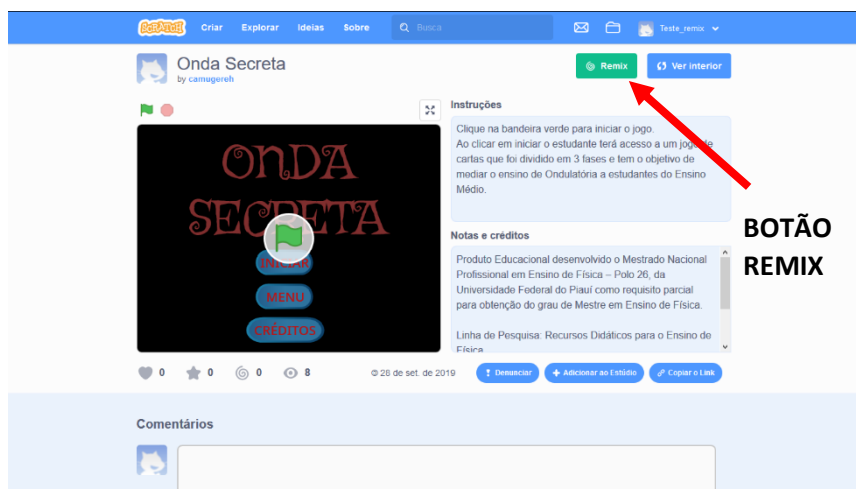 SCRATCH Criar Explorar Ideias Sobre Busca Teste_remix
Onda Secreta
by camugereh
Remix Ver interior
Instruções
Clique na bandeira verde para iniciar o jogo.
Ao clicar em iniciar o estudante terá acesso a um jogo de
cartas que foi dividido em 3 fases e tem o objetivo de
mediar o ensino de Ondulatória a estudantes do Ensino
Médio.
ONDA
SECRETA
INICIAR
MENU
CRÉDITOS
BOTÃO
REMIX
Notas e créditos
Produto Educacional desenvolvido o Mestrado Nacional
Profissional em Ensino de Física – Polo 26, da
Universidade Federal do Piauí como requisito parcial
para obtenção do grau de Mestre em Ensino de Física.
Linha de Pesquisa: Recursos Didáticos para o Ensino de
Física
0 0 0 8 © 28 de set. de 2019 Denunciar Adicionar ao Estúdio Copiar o Link
Comentários